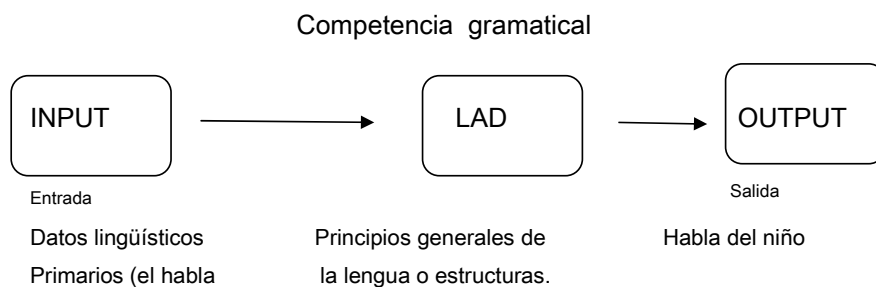 Competencia gramatical
INPUT LAD OUTPUT
Entrada Salida
Datos lingüísticos Principios generales de Habla del niño
Primarios (el habla la lengua o estructuras.